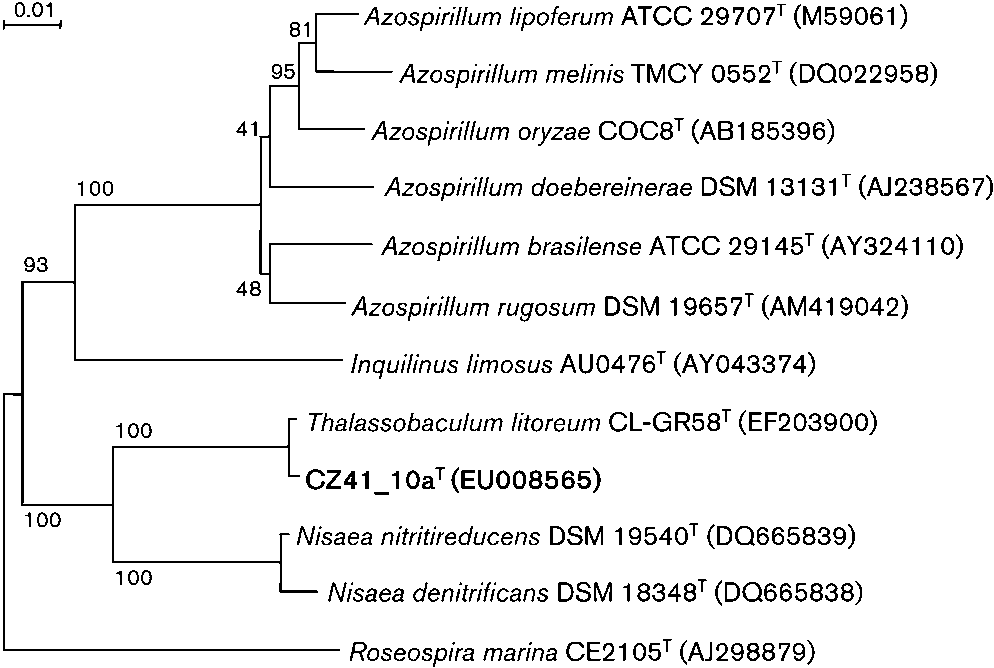 0.01
Azospirillum lipoferum ATCC 29707ᵀ (M59061)
81
Azospirillum melinis TMCY 0552ᵀ (DQ022958)
95
Azospirillum oryzae COC8ᵀ (AB185396)
41
Azospirillum doebereinerae DSM 13131ᵀ (AJ238567)
100
Azospirillum brasilense ATCC 29145ᵀ (AY324110)
93
48
Azospirillum rugosum DSM 19657ᵀ (AM419042)
Inquilinus limosus AU0476ᵀ (AY043374)
Thalassobaculum litoreum CL-GR58ᵀ (EF203900)
100
CZ41_10aᵀ (EU008565)
100
Nisaea nitritireducens DSM 19540ᵀ (DQ665839)
100
Nisaea denitrificans DSM 18348ᵀ (DQ665838)
Roseospira marina CE2105ᵀ (AJ298879)